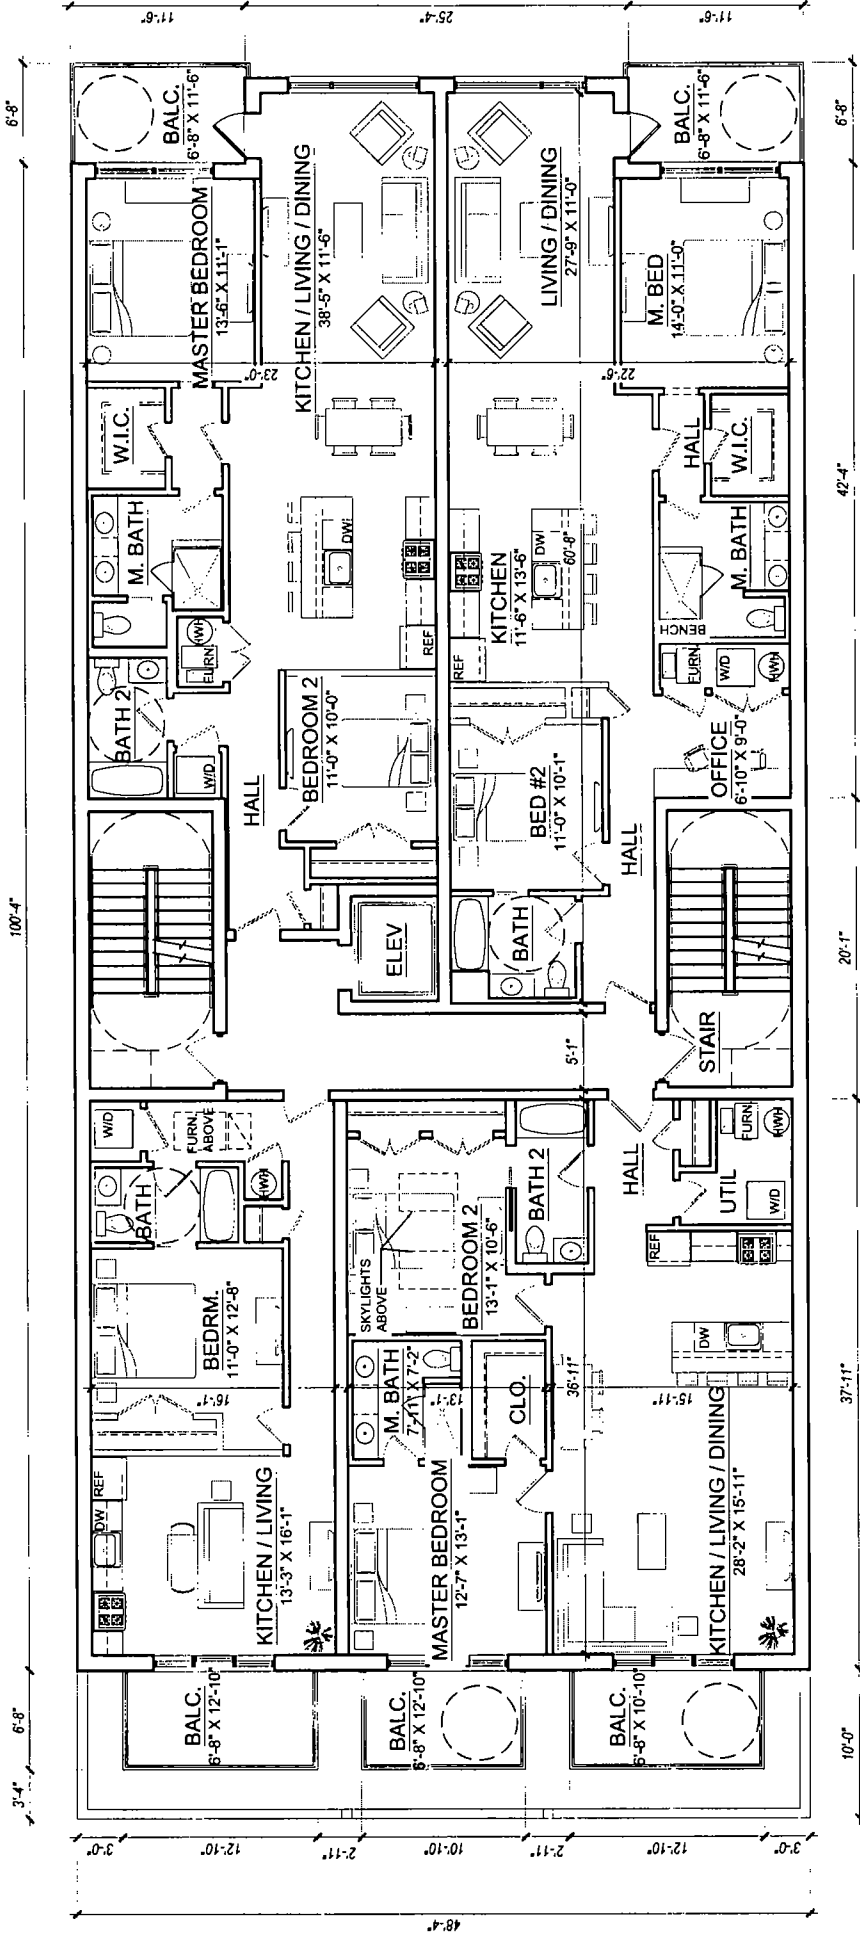 11'-6"
25'-4"
11'-6"
6'-8"
100'-4"
6'-8"
3'-4"
6'-8"
42'-4"
20'-1"
37'-11"
10'-0"
BALC.
6'-8" X 11'-6"
BALC.
6'-8" X 11'-6"
MASTER BEDROOM
13'-6" X 11'-1"
KITCHEN / LIVING / DINING
38'-5" X 11'-6"
LIVING / DINING
27'-9" X 11'-0"
M. BED
14'-0" X 11'-0"
23'-0"
22'-6"
W.I.C.
HALL
W.I.C.
M. BATH
DW
KITCHEN
11'-6" X 13'-6"
DW
60'-8"
M. BATH
BENCH
HWH
FURN
REF
REF
FURN
W/D
HWH
BATH 2
W/D
HALL
BEDROOM 2
11'-0" X 10'-0"
BED #2
11'-0" X 10'-1"
HALL
OFFICE
6'-10" X 9'-0"
ELEV
BATH
STAIR
5'-1"
W/D
FURN
ABOVE
BATH
HWH
BEDRM.
11'-0" X 12'-8"
SKYLIGHTS
ABOVE
BEDROOM 2
13'-1" X 10'-6"
BATH 2
HALL
UTIL
FURN
HWH
W/D
REF
DW
16'-1"
M. BATH
7'-11" X 7'-2"
13'-1"
CLO.
36'-11"
15'-11"
REF
DW
KITCHEN / LIVING
13'-3" X 16'-1"
MASTER BEDROOM
12'-7" X 13'-1"
KITCHEN / LIVING / DINING
28'-2" X 15'-11"
BALC.
6'-8" X 12'-10"
BALC.
6'-8" X 12'-10"
BALC.
6'-8" X 10'-10"
3'-0"
12'-10"
2'-11"
10'-10"
2'-11"
12'-10"
3'-0"
48'-4"